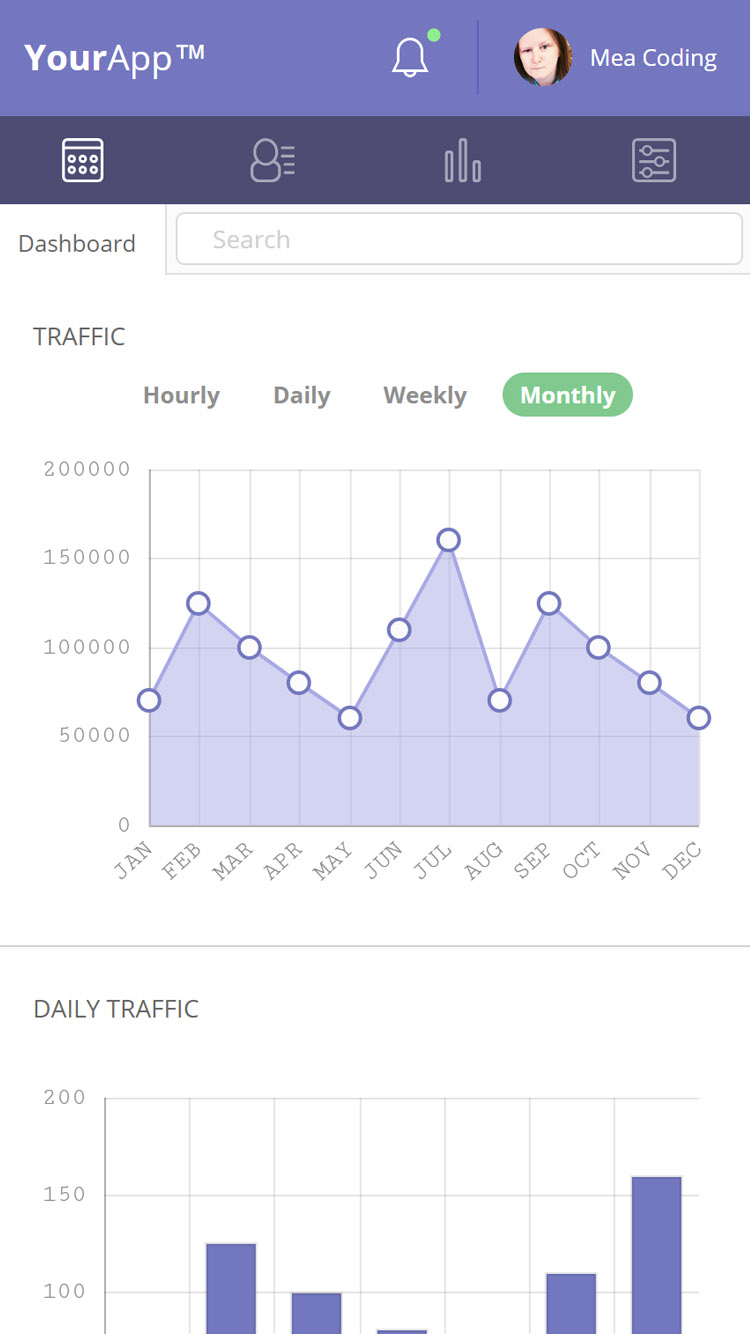 YourApp™
Mea Coding
Dashboard
Search
TRAFFIC
Hourly Daily Weekly Monthly
200000
150000
100000
50000
0
JAN FEB MAR APR MAY JUN JUL AUG SEP OCT NOV DEC
DAILY TRAFFIC
200
150
100